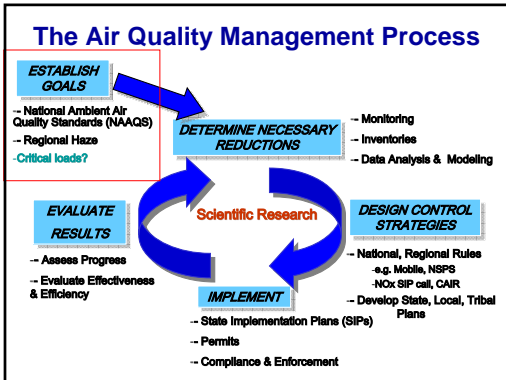 The Air Quality Management Process
ESTABLISH
GOALS
-- National Ambient Air
Quality Standards (NAAQS)
-- Regional Haze
-Critical loads?
DETERMINE NECESSARY
REDUCTIONS
-- Monitoring
-- Inventories
-- Data Analysis & Modeling
EVALUATE
RESULTS
-- Assess Progress
-- Evaluate Effectiveness
& Efficiency
Scientific Research
DESIGN CONTROL
STRATEGIES
-- National, Regional Rules
-e.g. Mobile, NSPS
-NOx SIP call, CAIR
-- Develop State, Local, Tribal
Plans
IMPLEMENT
-- State Implementation Plans (SIPs)
-- Permits
-- Compliance & Enforcement